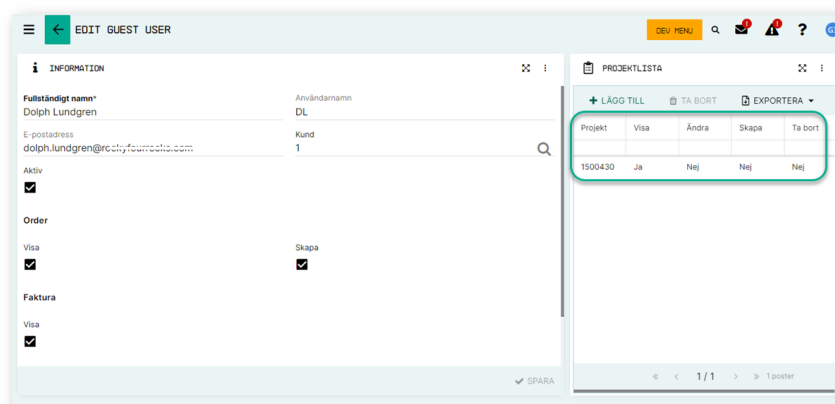 EDIT GUEST USER
DEV MENU
INFORMATION
Fullständigt namn*
Användarnamn
Dolph Lundgren
DL
E-postadress
Kund
1
Aktiv
Order
Visa
Skapa
Faktura
Visa
SPARA
PROJEKTLISTA
LÄGG TILL
TA BORT
EXPORTERA
Projekt Visa Ändra Skapa Ta bort
1500430 Ja Nej Nej Nej
1 / 1
1 poster